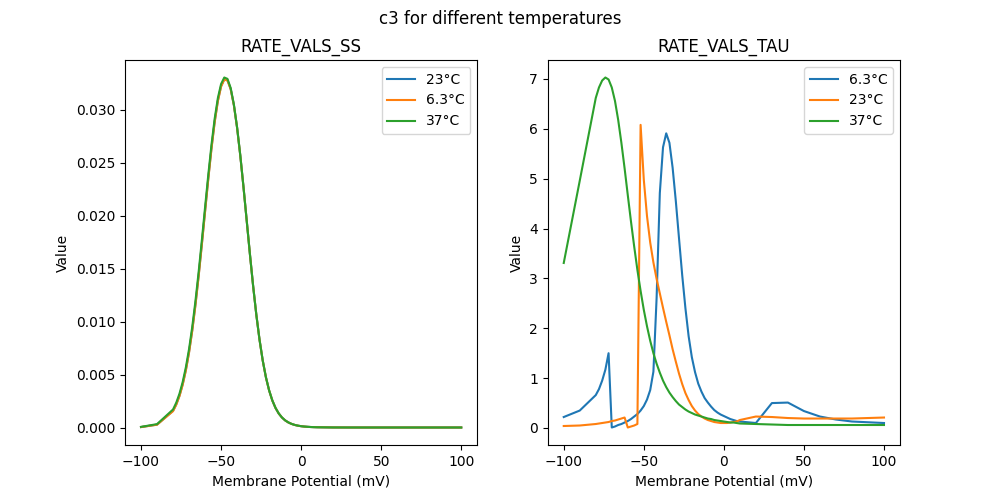 c3 for different temperatures
RATE_VALS_SS
23°C
6.3°C
37°C
0.030
0.025
0.020
0.015
0.010
0.005
0.000
Value
−100
−50
0
50
100
Membrane Potential (mV)
RATE_VALS_TAU
6.3°C
23°C
37°C
7
6
5
4
3
2
1
0
Value
−100
−50
0
50
100
Membrane Potential (mV)